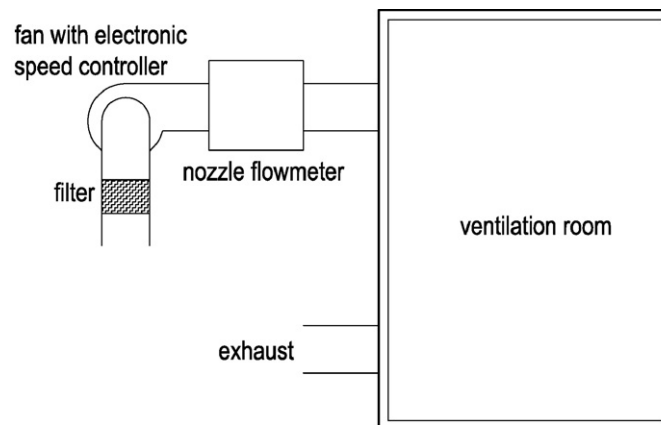 fan with electronic
speed controller
nozzle flowmeter
filter
ventilation room
exhaust